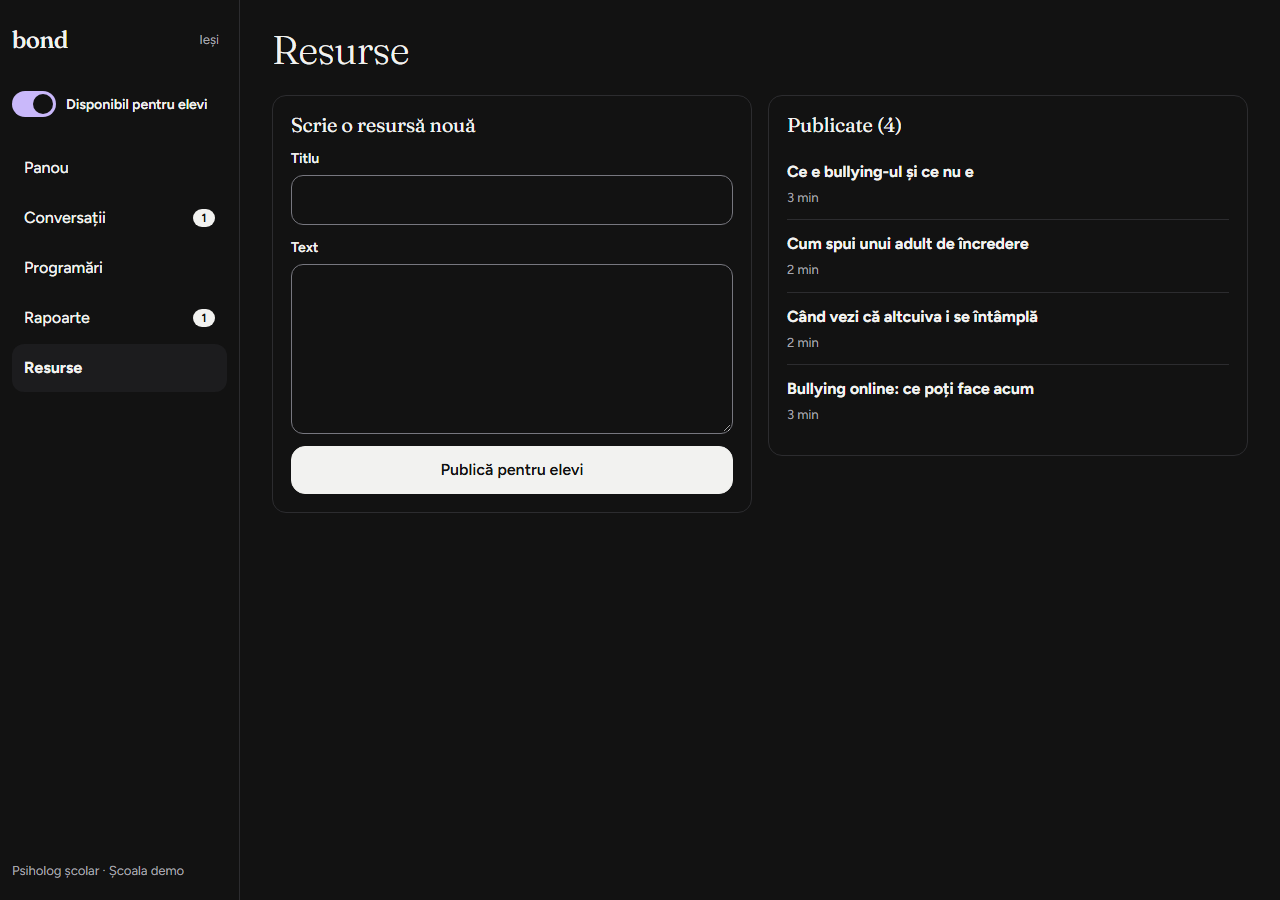 bond
Ieși
Disponibil pentru elevi
Panou
Conversații 1
Programări
Rapoarte 1
Resurse
Psiholog școlar · Școala demo
Resurse
Scrie o resursă nouă
Titlu
Text
Publică pentru elevi
Publicate (4)
Ce e bullying-ul și ce nu e
3 min
Cum spui unui adult de încredere
2 min
Când vezi că altcuiva i se întâmplă
2 min
Bullying online: ce poți face acum
3 min